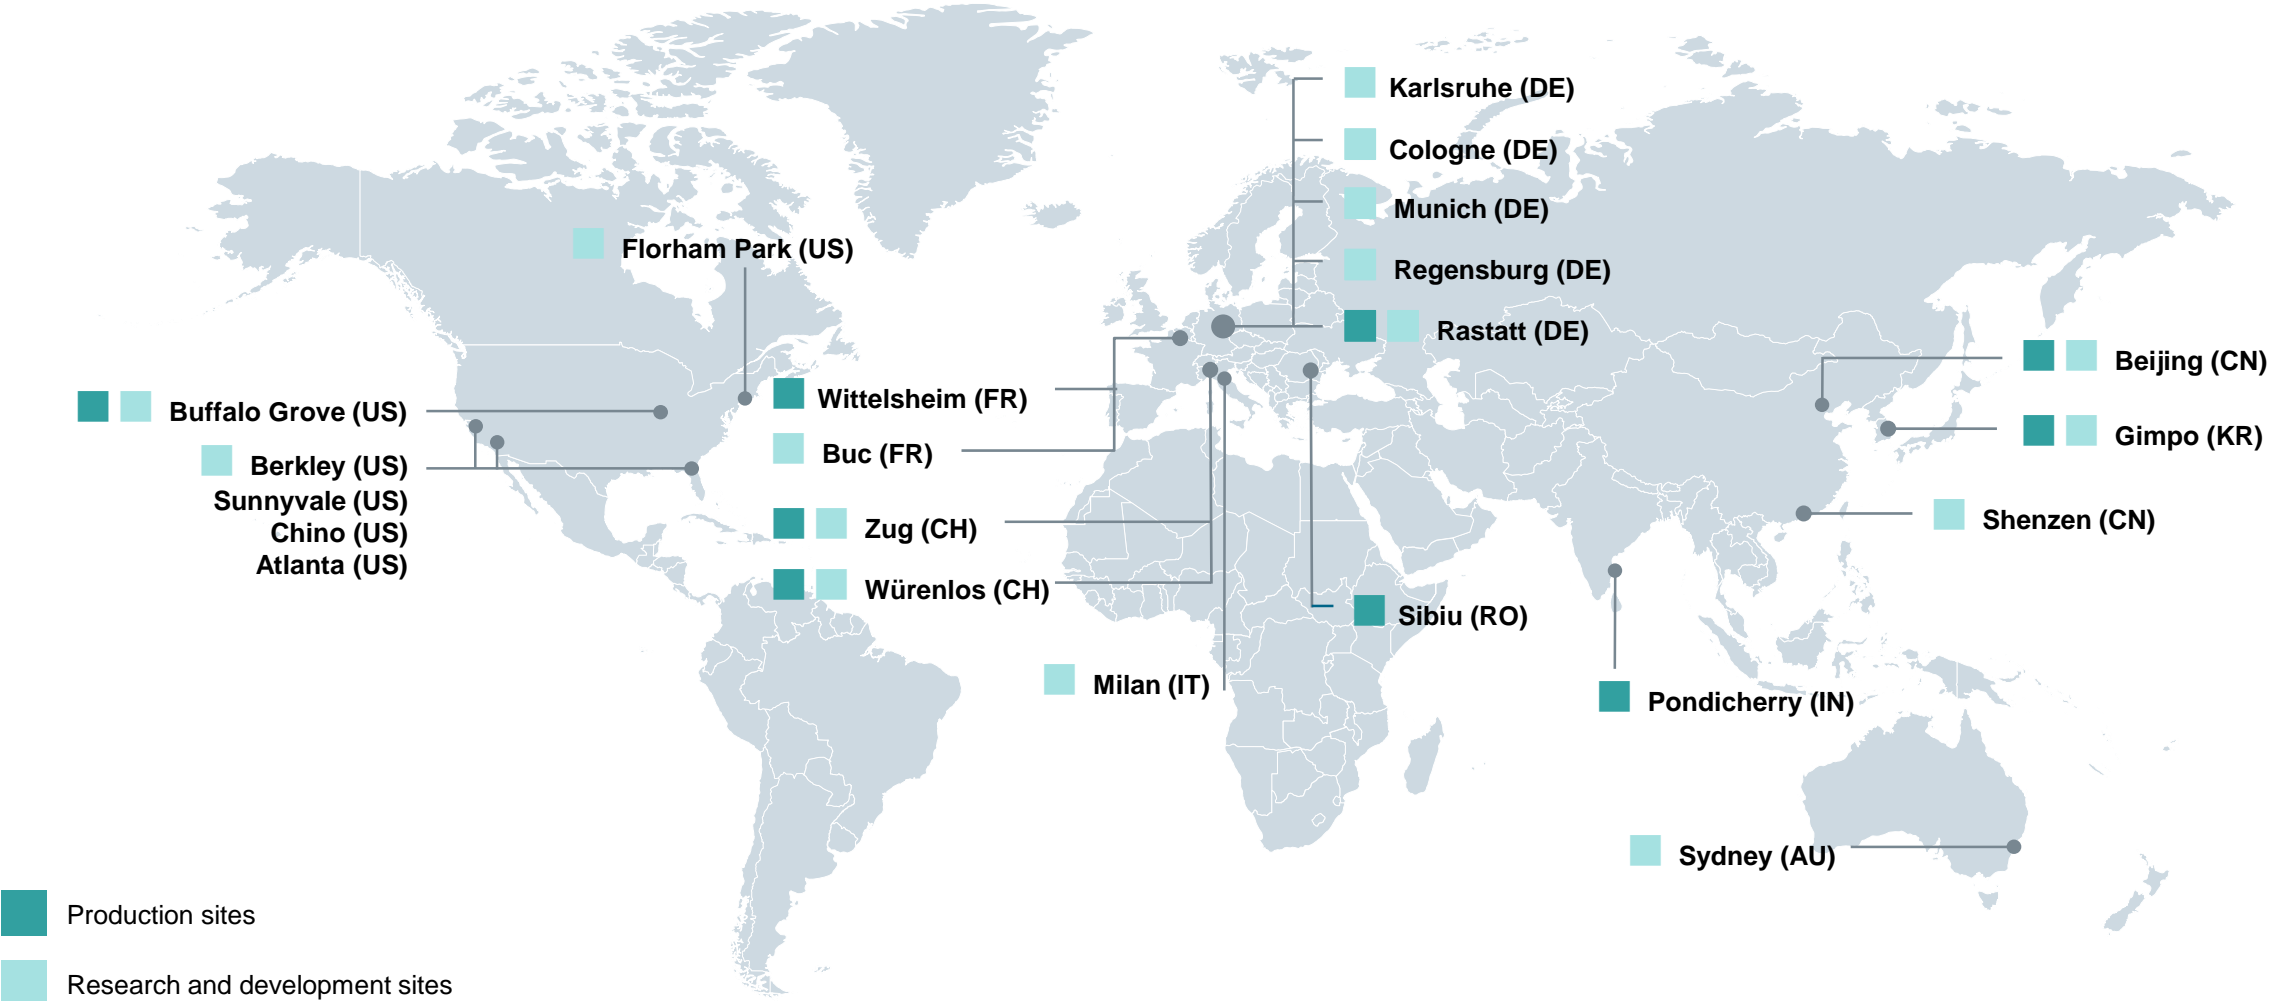 Karlsruhe (DE)
Cologne (DE)
Munich (DE)
Regensburg (DE)
Rastatt (DE)
Florham Park (US)
Buffalo Grove (US)
Berkley (US)
Sunnyvale (US)
Chino (US)
Atlanta (US)
Wittelsheim (FR)
Buc (FR)
Zug (CH)
Würenlos (CH)
Milan (IT)
Sibiu (RO)
Beijing (CN)
Gimpo (KR)
Shenzen (CN)
Pondicherry (IN)
Sydney (AU)
Production sites
Research and development sites